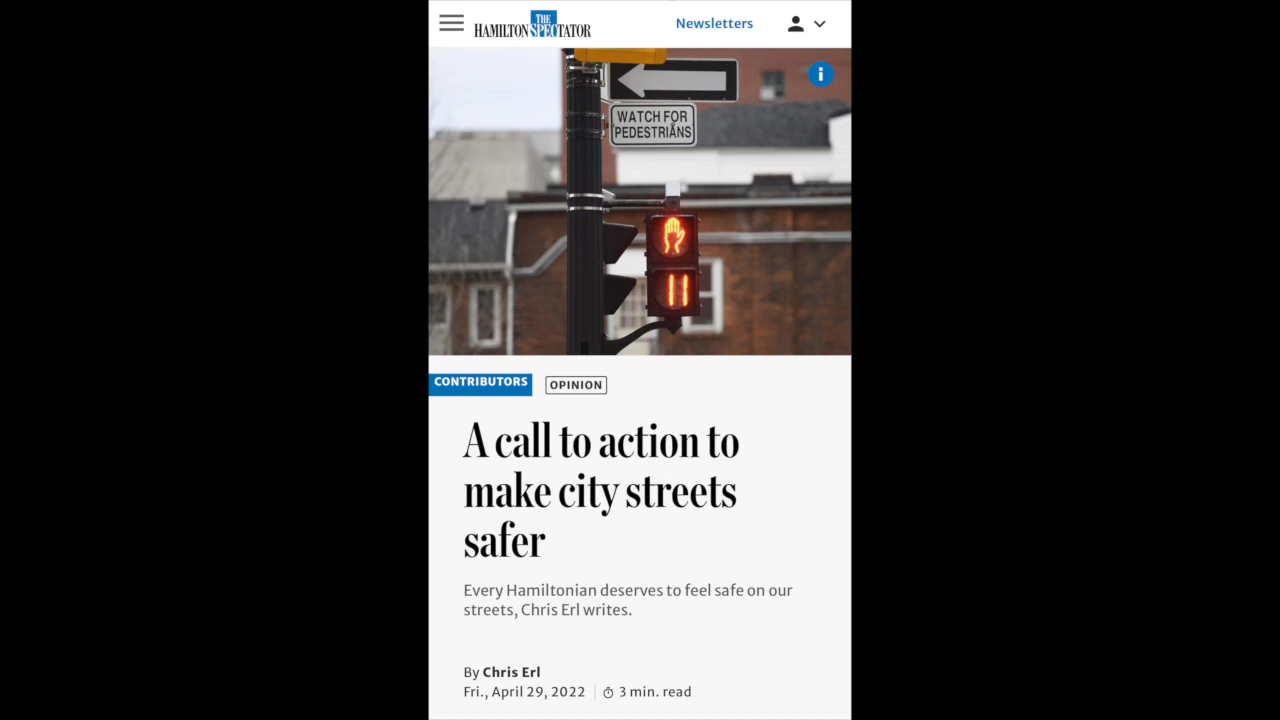 THE
HAMILTON SPECTATOR
Newsletters
i
WATCH FOR
PEDESTRIANS
11
CONTRIBUTORS
OPINION
A call to action to
make city streets
safer
Every Hamiltonian deserves to feel safe on our
streets, Chris Erl writes.
By Chris Erl
Fri., April 29, 2022
3 min. read